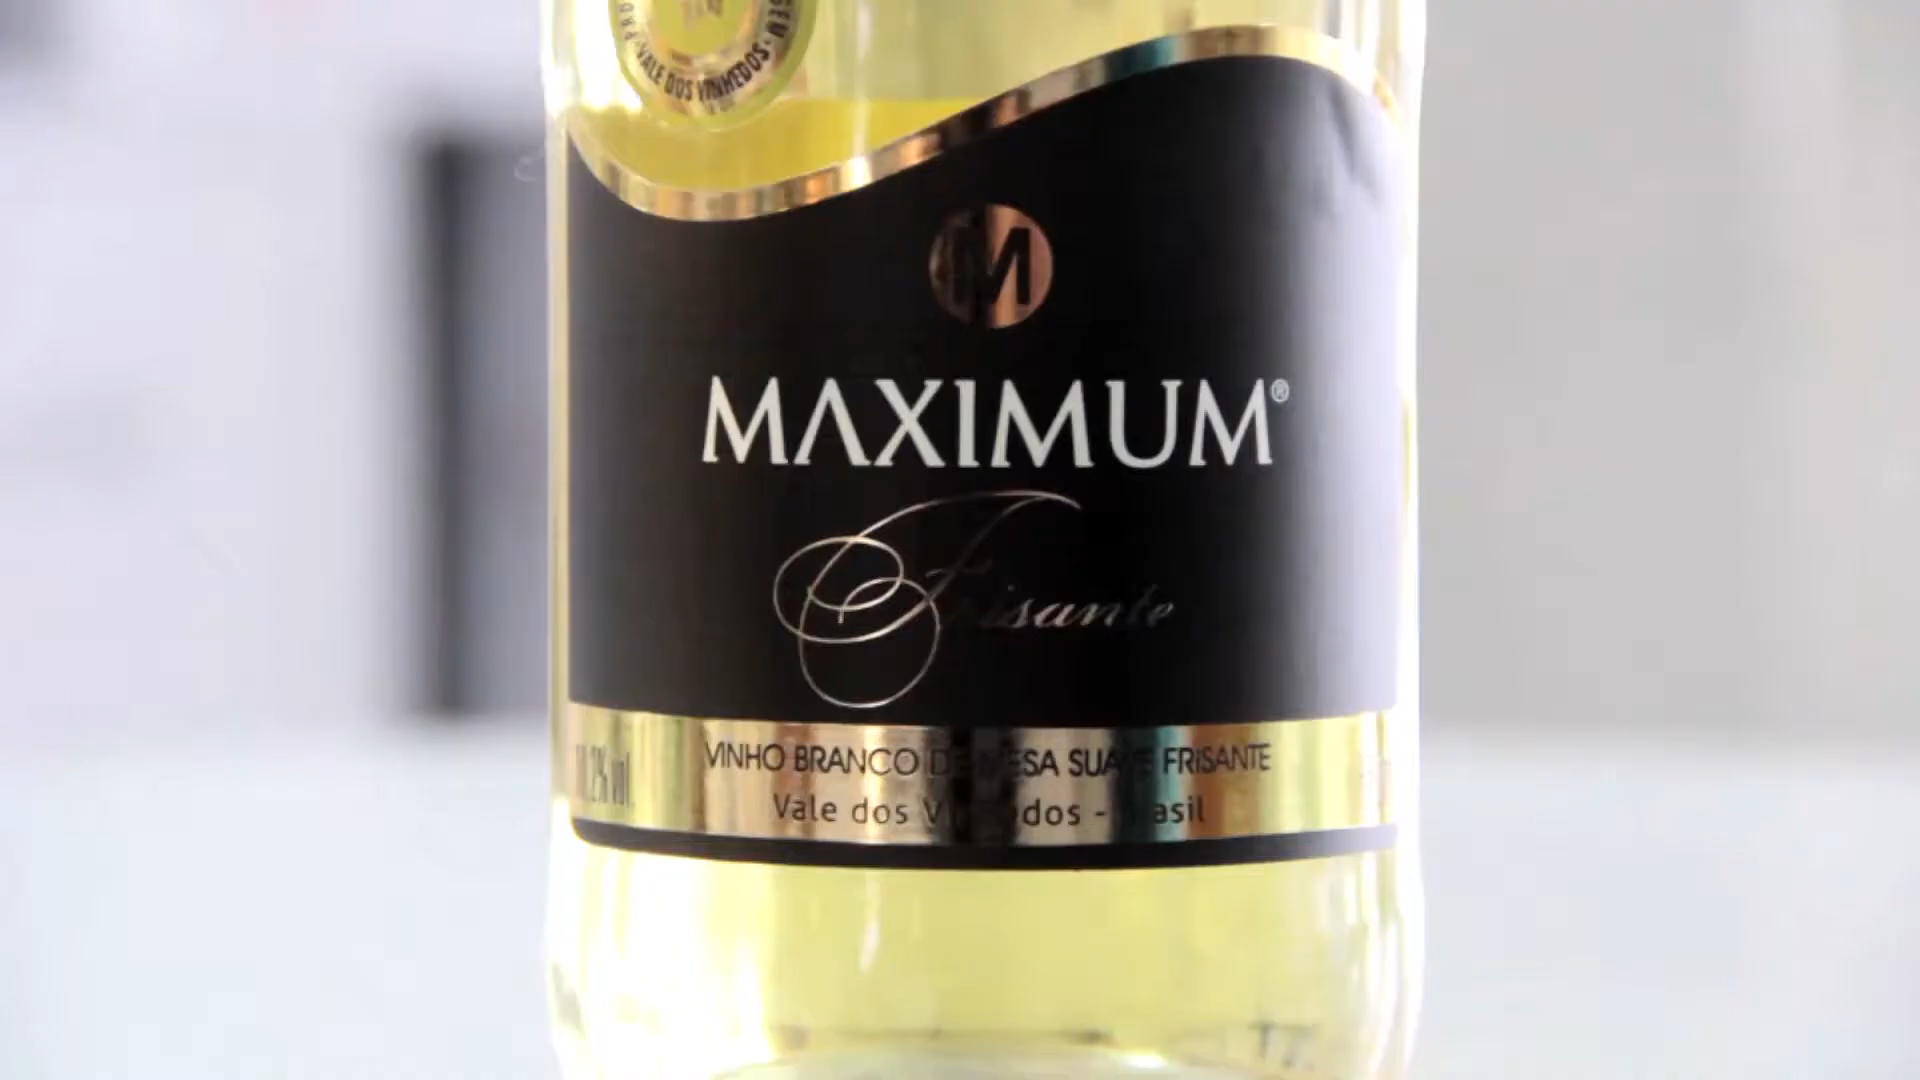 VALE DOS VINHEDOS
M
MAXIMUM®
Frisante
VINHO BRANCO DE MESA SUAVE FRISANTE
Vale dos Vinhedos - Brasil